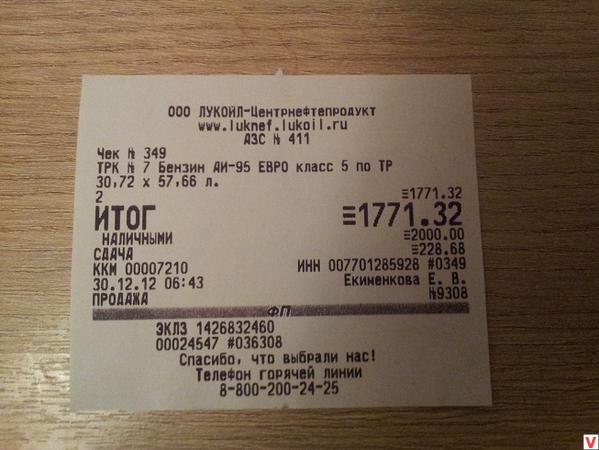 ООО ЛУКОЙЛ-Центрнефтепродукт
www.luknef.lukoil.ru
АЗС № 411
Чек № 349
ТРК № 7 Бензин АИ-95 ЕВРО класс 5 по ТР
30,72 x 57,66 л.
2 ≡1771.32
ИТОГ ≡1771.32
НАЛИЧНЫМИ ≡2000.00
СДАЧА ≡228.68
ККМ 00007210 ИНН 007701285928 #0349
30.12.12 06:43 Екименкова Е. В.
ПРОДАЖА №9308
ФП
ЭКЛЗ 1426832460
00024547 #036308
Спасибо, что выбрали нас!
Телефон горячей линии
8-800-200-24-25
V